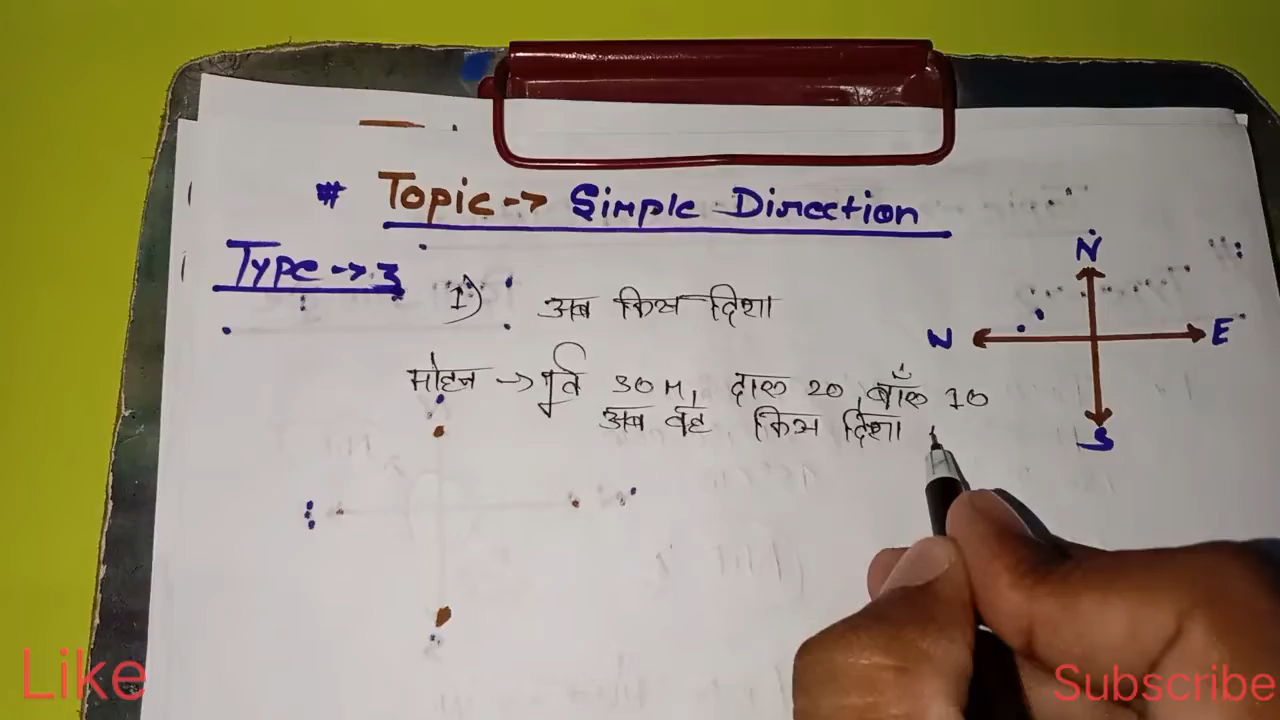 # Topic → Simple Direction
Type → 3
1) अब किस दिशा
N
W E
S
मोहन → पूर्व 30 M, दाए 20, बाँए 10
अब वह किस दिशा
Like
Subscribe